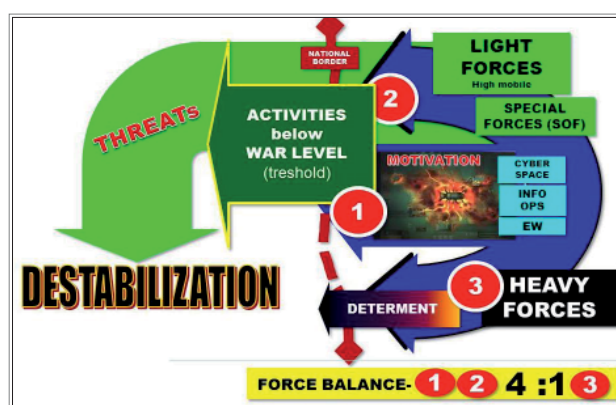 NATIONAL
BORDER
LIGHT
FORCES
High mobile
SPECIAL
FORCES (SOF)
THREATs
ACTIVITIES
below
WAR LEVEL
(treshold)
2
MOTIVATION
CYBER
SPACE
INFO
OPS
EW
1
DESTABILIZATION
DETERMENT
3
HEAVY
FORCES
FORCE BALANCE- 1 2 4 :1 3